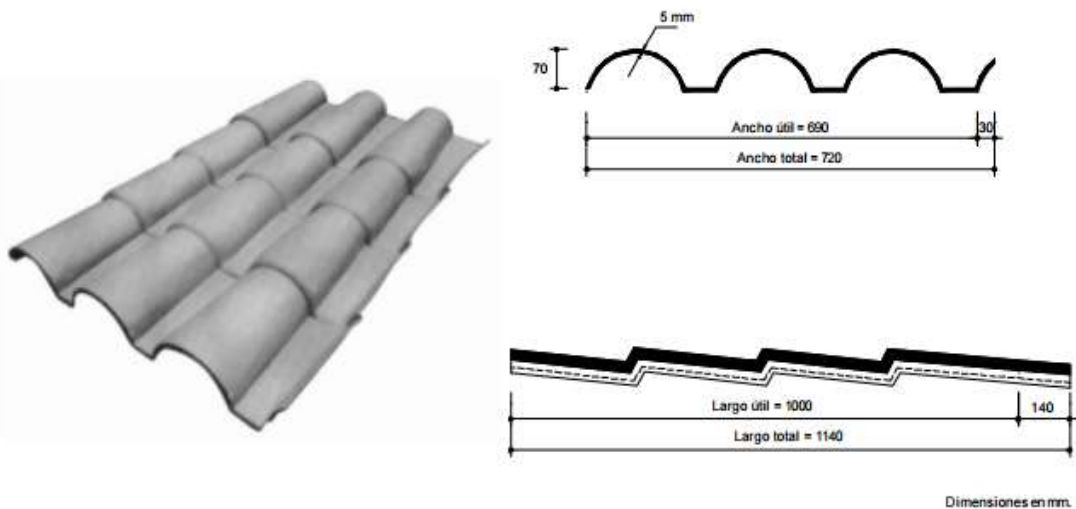 5 mm
70
Ancho útil = 690
30
Ancho total = 720
Largo útil = 1000
140
Largo total = 1140
Dimensiones en mm.